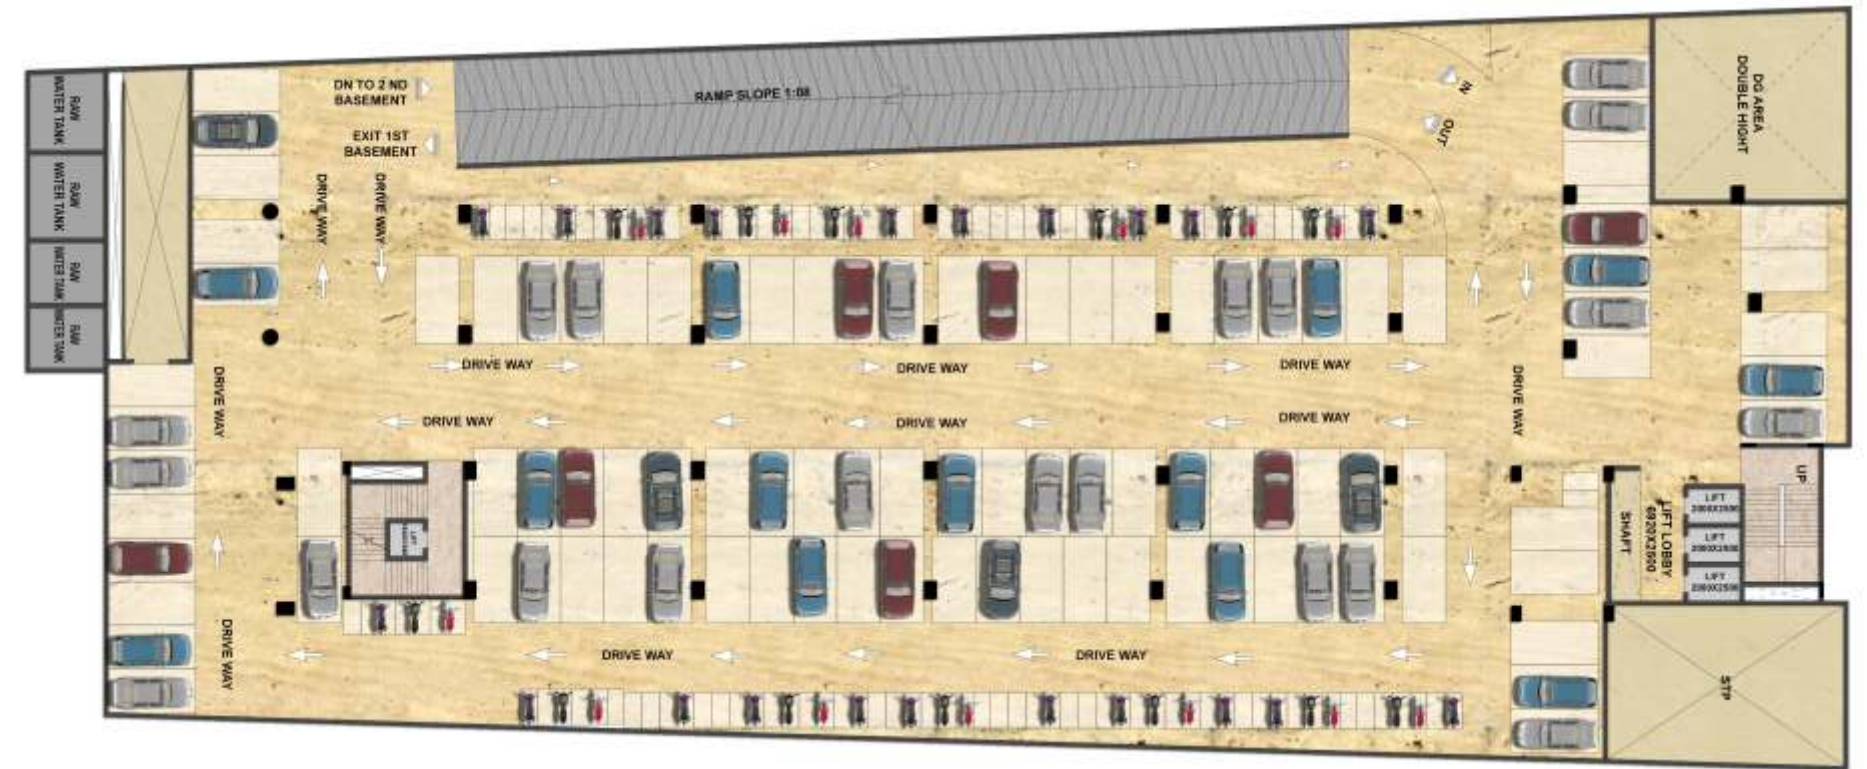 RAW
WATER TANK
RAW
WATER TANK
RAW
WATER TANK
RAW
WATER TANK
DN TO 2 ND
BASEMENT
EXIT 1ST
BASEMENT
RAMP SLOPE 1:08
IN
OUT
DG AREA
DOUBLE HIGHT
DRIVE WAY
DRIVE WAY
DRIVE WAY
DRIVE WAY
DRIVE WAY
DRIVE WAY
DRIVE WAY
DRIVE WAY
DRIVE WAY
DRIVE WAY
UP
LIFT
LIFT
LIFT
LIFT LOBBY
6920X2500
SHAFT
LIFT
DRIVE WAY
DRIVE WAY
DRIVE WAY
STP